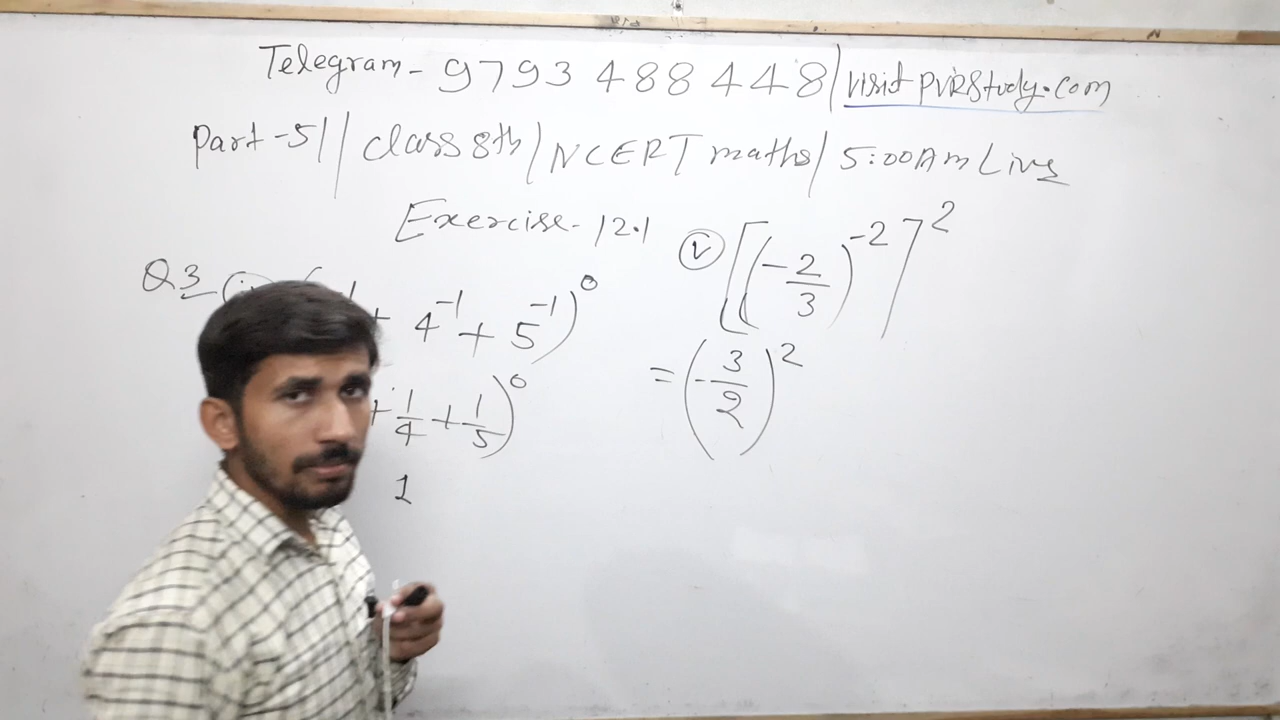 Telegram- 9793 488 448/visit PVRStudy.com
Part-5//class 8th/NCERT maths/5:00Am Live
Exercise-12.1
Q3
+ 4^-1 + 5^-1)^0
+ 1/4 + 1/5)^0
1
(v) [(-2/3)^-2]^2
= (-3/2)^2